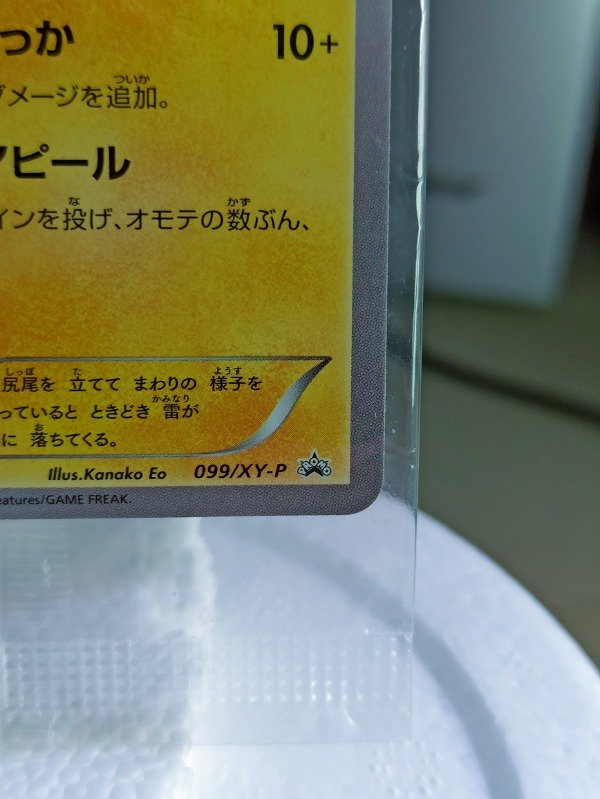 っか 10+
メージを追加。
ピール
インを投げ、オモテの数ぶん、
尻尾を 立てて まわりの 様子を
っていると ときどき 雷が
に 落ちてくる。
Illus.Kanako Eo 099/XY-P
eatures/GAME FREAK.